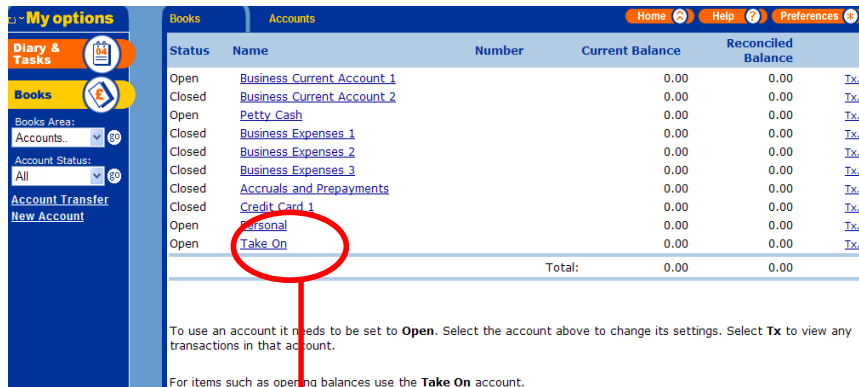 My options
Books Accounts Home Help ? Preferences
Diary & Tasks 04
Status Name Number Current Balance Reconciled Balance
Open Business Current Account 1 0.00 0.00 Tx.
Books £
Closed Business Current Account 2 0.00 0.00 Tx.
Open Petty Cash 0.00 0.00 Tx.
Books Area:
Accounts.. go
Closed Business Expenses 1 0.00 0.00 Tx.
Closed Business Expenses 2 0.00 0.00 Tx.
Account Status:
All go
Closed Business Expenses 3 0.00 0.00 Tx.
Closed Accruals and Prepayments 0.00 0.00 Tx.
Account Transfer
Closed Credit Card 1 0.00 0.00 Tx.
New Account
Open Personal 0.00 0.00 Tx.
Open Take On 0.00 0.00 Tx.
Total: 0.00 0.00
To use an account it needs to be set to Open. Select the account above to change its settings. Select Tx to view any
transactions in that account.
For items such as opening balances use the Take On account.